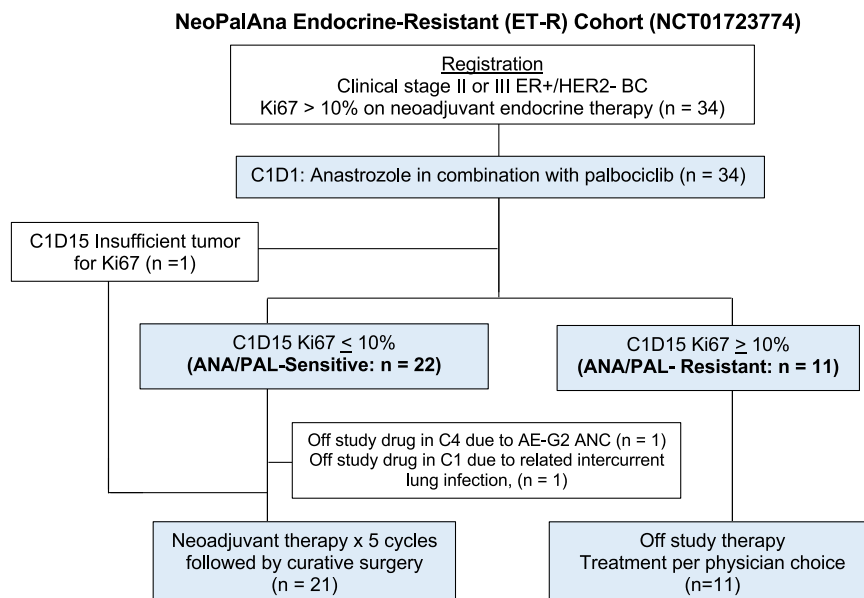 NeoPalAna Endocrine-Resistant (ET-R) Cohort (NCT01723774)
Registration
Clinical stage II or III ER+/HER2- BC
Ki67 > 10% on neoadjuvant endocrine therapy (n = 34)
C1D1: Anastrozole in combination with palbociclib (n = 34)
C1D15 Insufficient tumor
for Ki67 (n =1)
C1D15 Ki67 ≤ 10%
(ANA/PAL-Sensitive: n = 22)
C1D15 Ki67 ≥ 10%
(ANA/PAL- Resistant: n = 11)
Off study drug in C4 due to AE-G2 ANC (n = 1)
Off study drug in C1 due to related intercurrent
lung infection, (n = 1)
Neoadjuvant therapy x 5 cycles
followed by curative surgery
(n = 21)
Off study therapy
Treatment per physician choice
(n=11)